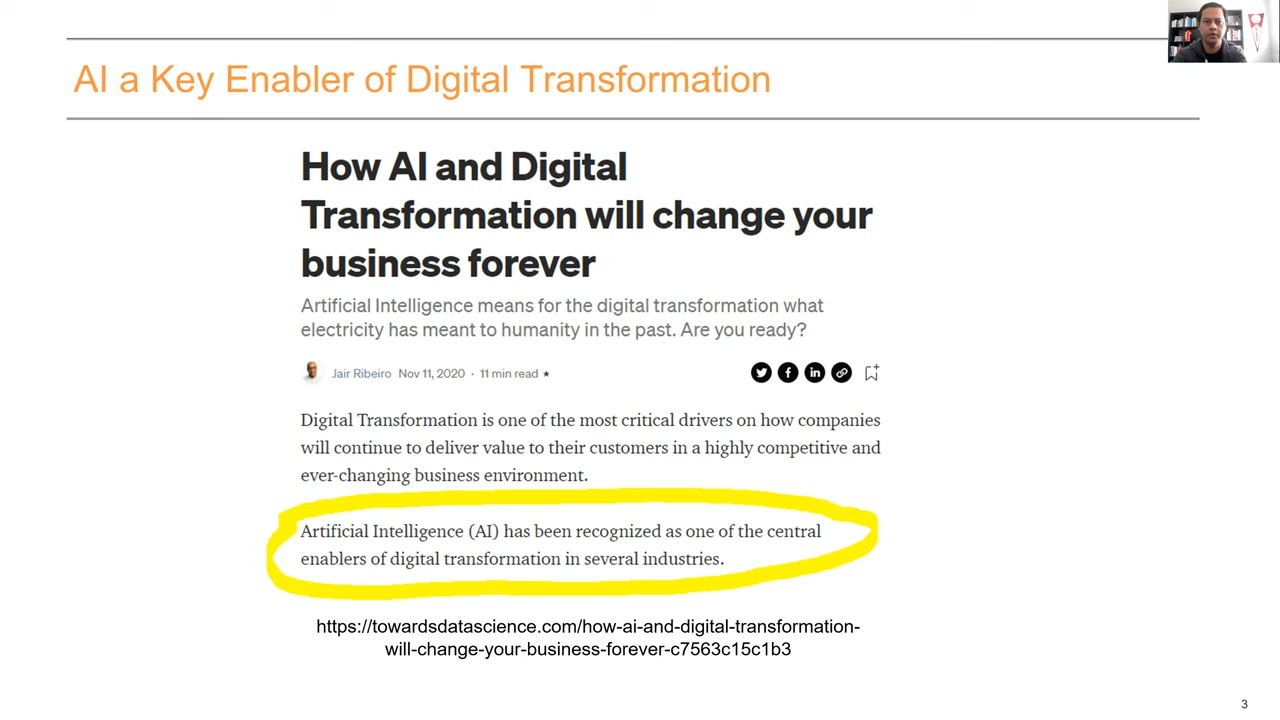 AI a Key Enabler of Digital Transformation
How AI and Digital
Transformation will change your
business forever
Artificial Intelligence means for the digital transformation what
electricity has meant to humanity in the past. Are you ready?
Jair Ribeiro Nov 11, 2020 · 11 min read ★
Digital Transformation is one of the most critical drivers on how companies
will continue to deliver value to their customers in a highly competitive and
ever-changing business environment.
Artificial Intelligence (AI) has been recognized as one of the central
enablers of digital transformation in several industries.
https://towardsdatascience.com/how-ai-and-digital-transformation-
will-change-your-business-forever-c7563c15c1b3
3